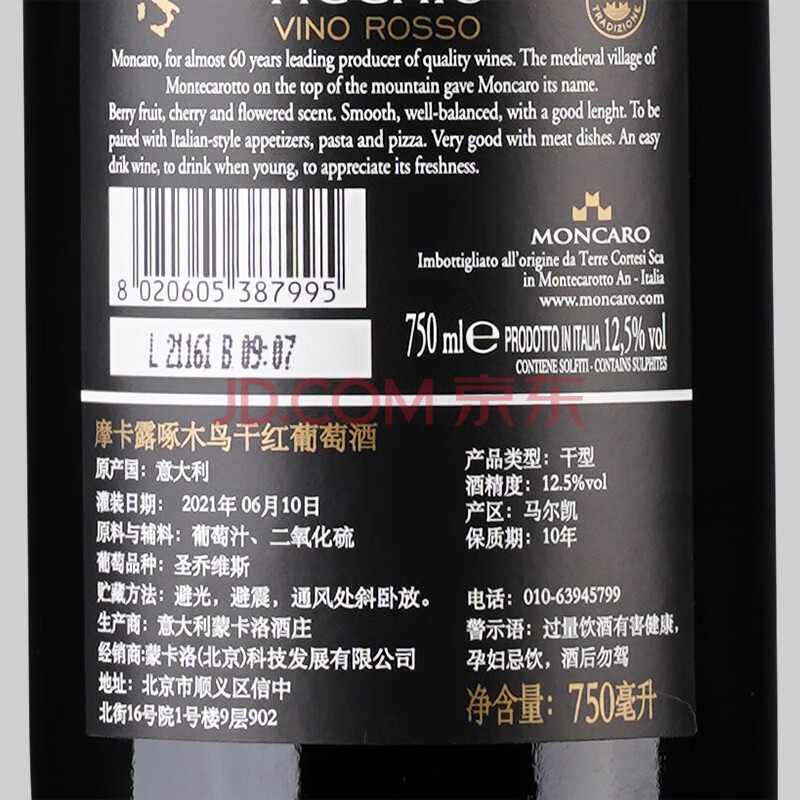 VINO ROSSO
TRADIZIONE
Moncaro, for almost 60 years leading producer of quality wines. The medieval village of
Montecarotto on the top of the mountain gave Moncaro its name.
Berry fruit, cherry and flowered scent. Smooth, well-balanced, with a good lenght. To be
paired with Italian-style appetizers, pasta and pizza. Very good with meat dishes. An easy
drik wine, to drink when young, to appreciate its freshness.
MONCARO
Imbottigliato all'origine da Terre Cortesi Sca
in Montecarotto An - Italia
www.moncaro.com
8 020605 387995
750 ml e PRODOTTO IN ITALIA 12,5% vol
CONTIENE SOLFITI - CONTAINS SULPHITES
L 21161 B 09:07
JD.COM 京东
摩卡露啄木鸟干红葡萄酒
原产国：意大利
灌装日期： 2021年 06月10日
原料与辅料：葡萄汁、二氧化硫
葡萄品种：圣乔维斯
贮藏方法：避光，避震，通风处斜卧放。
生产商：意大利蒙卡洛酒庄
经销商:蒙卡洛(北京)科技发展有限公司
地址：北京市顺义区信中
北街16号院1号楼9层902
产品类型：干型
酒精度：12.5%vol
产区：马尔凯
保质期：10年
电话：010-63945799
警示语：过量饮酒有害健康，
孕妇忌饮，酒后勿驾
净含量：750毫升